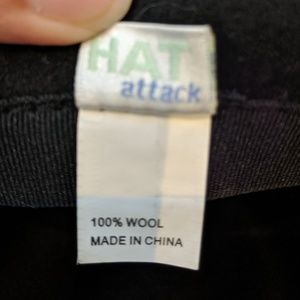 HAT
attack
100% WOOL
MADE IN CHINA